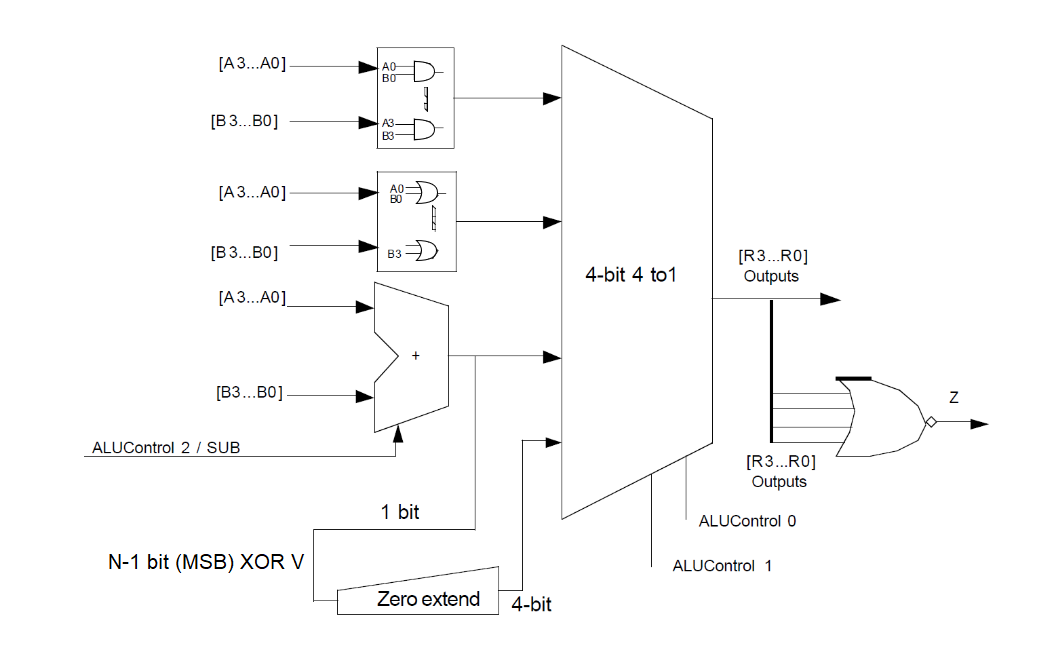 [A3...A0]
A0
B0
[B3...B0]
A3
B3
[A3...A0]
A0
B0
[B3...B0]
B3
4-bit 4 to1
[R3...R0]
Outputs
[A3...A0]
+
[B3...B0]
Z
ALUControl 2 / SUB
[R3...R0]
Outputs
1 bit
ALUControl 0
N-1 bit (MSB) XOR V
ALUControl 1
Zero extend
4-bit